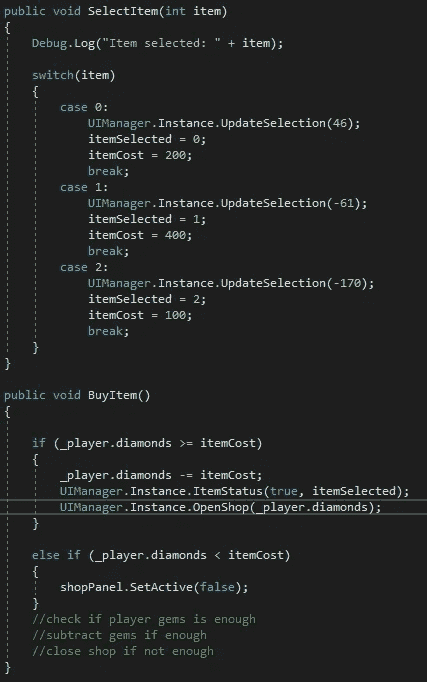 public void SelectItem(int item)
{
    Debug.Log("Item selected: " + item);

    switch(item)
    {
        case 0:
            UIManager.Instance.UpdateSelection(46);
            itemSelected = 0;
            itemCost = 200;
            break;
        case 1:
            UIManager.Instance.UpdateSelection(-61);
            itemSelected = 1;
            itemCost = 400;
            break;
        case 2:
            UIManager.Instance.UpdateSelection(-170);
            itemSelected = 2;
            itemCost = 100;
            break;
    }
}

public void BuyItem()
{

    if (_player.diamonds >= itemCost)
    {
        _player.diamonds -= itemCost;
        UIManager.Instance.ItemStatus(true, itemSelected);
        UIManager.Instance.OpenShop(_player.diamonds);
    }

    else if (_player.diamonds < itemCost)
    {
        shopPanel.SetActive(false);
    }
    //check if player gems is enough
    //subtract gems if enough
    //close shop if not enough
}